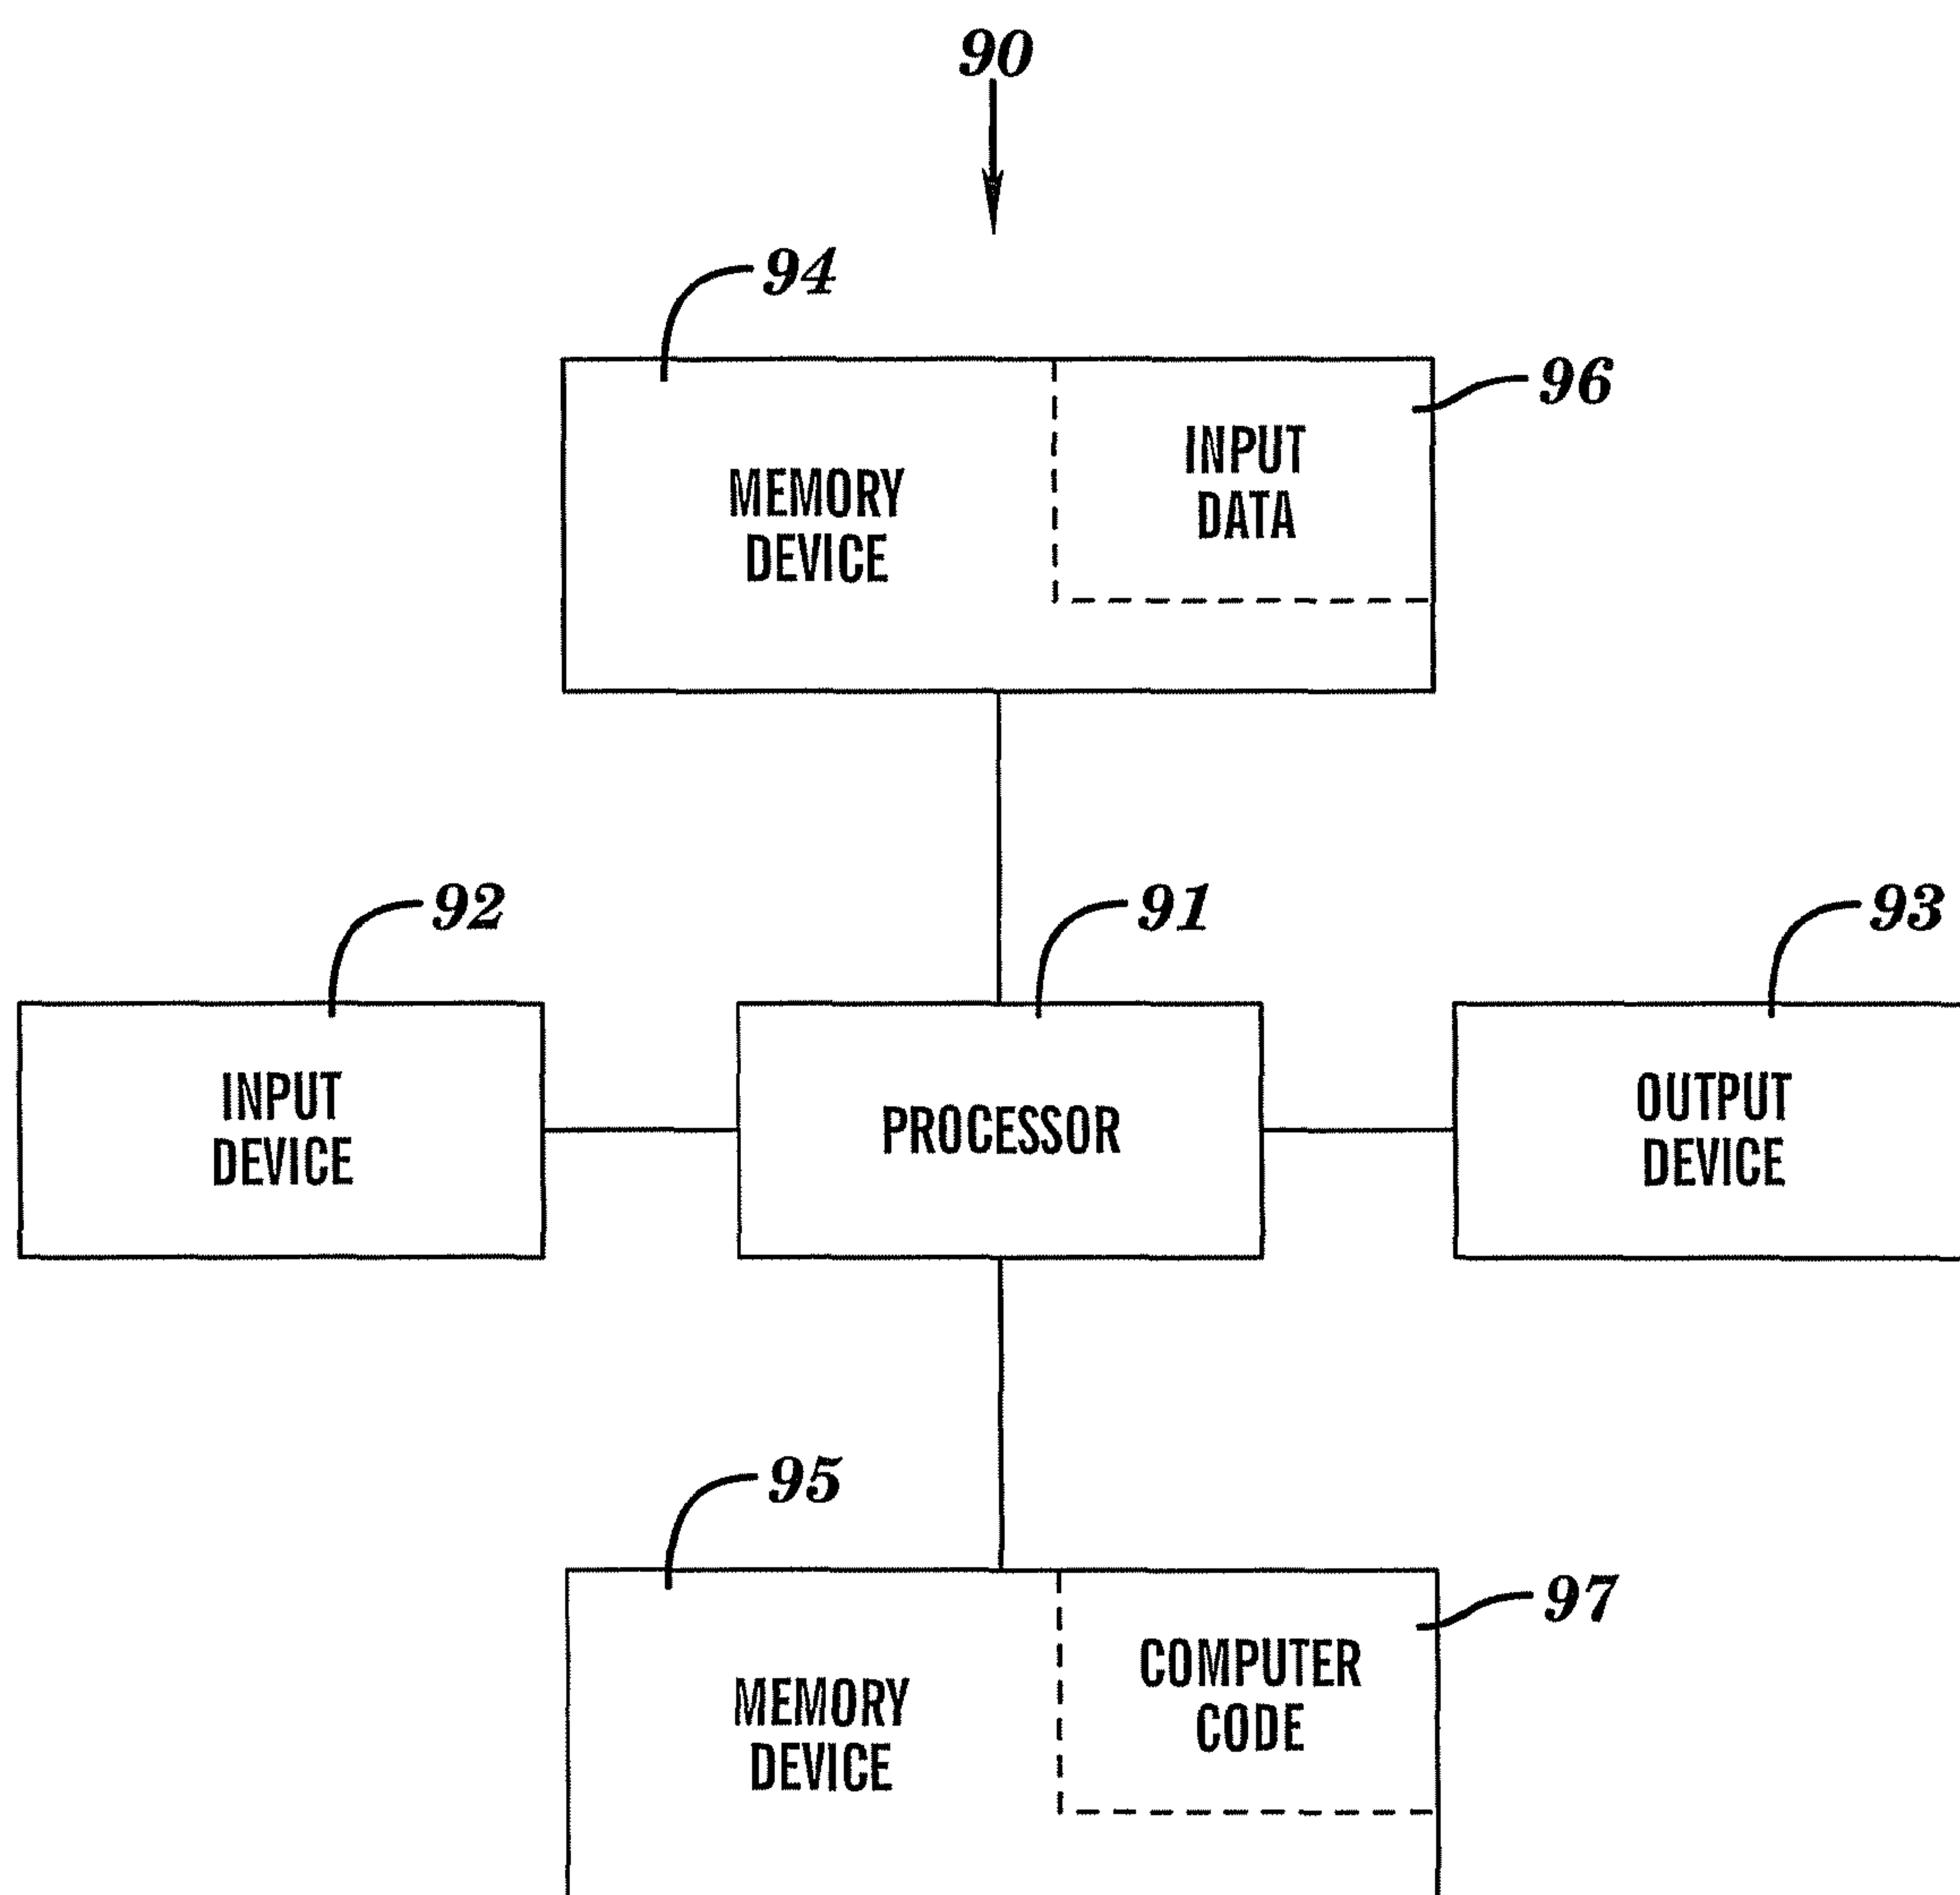 90
94
96
INPUT
DATA
MEMORY
DEVICE
92
91
93
INPUT
DEVICE
PROCESSOR
OUTPUT
DEVICE
95
97
COMPUTER
CODE
MEMORY
DEVICE